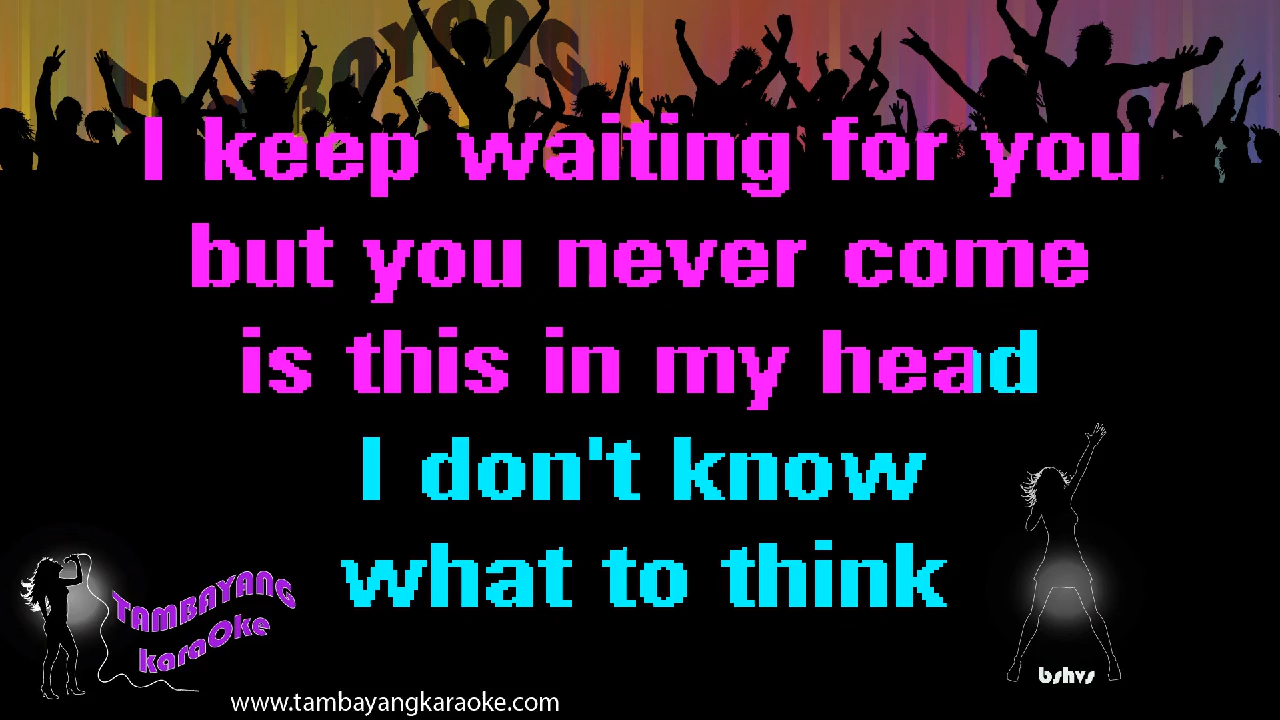 TAMBAYANG
I keep waiting for you
but you never come
is this in my head
I don't know
what to think
TAMBAYANG
karaOke
bshvs
www.tambayangkaraoke.com